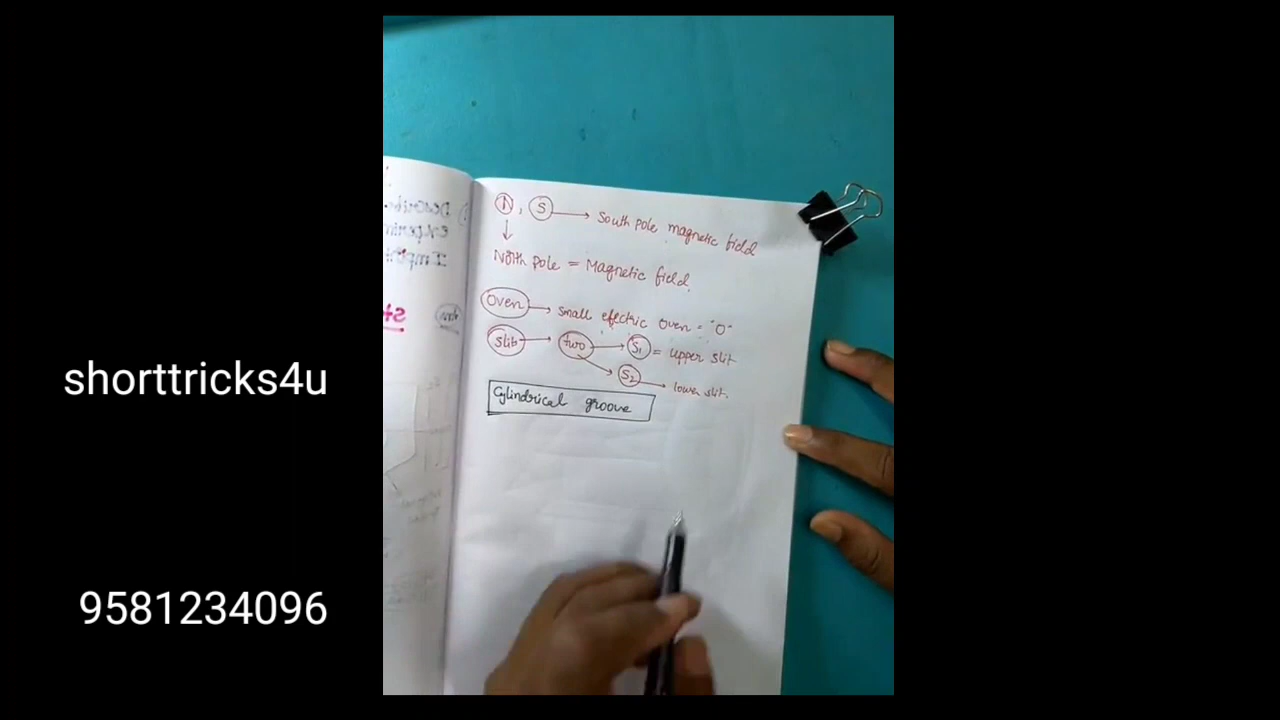 shorttricks4u
9581234096
N, S → South pole magnetic field
North pole = Magnetic field
Oven → Small electric oven = "O"
slit → two → S1 = upper slit
S2 → lower slit.
Cylindrical groove